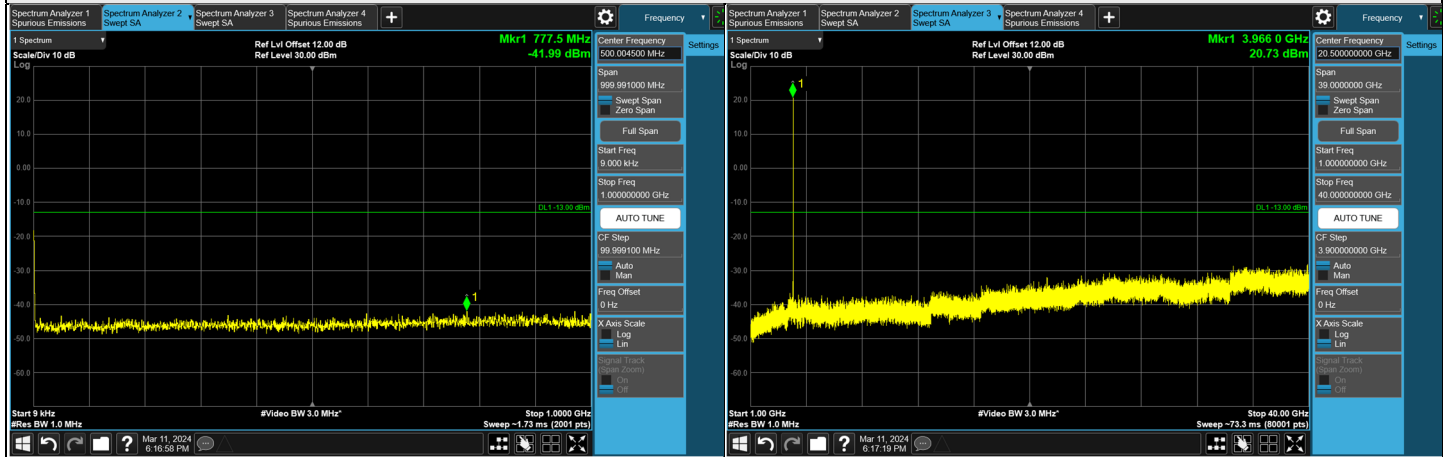 Spectrum Analyzer 1
Spurious Emissions
Spectrum Analyzer 2
Swept SA
Spectrum Analyzer 3
Swept SA
Spectrum Analyzer 4
Spurious Emissions
Frequency
1 Spectrum
Scale/Div 10 dB
Log
Ref Lvl Offset 12.00 dB
Ref Level 30.00 dBm
Mkr1 777.5 MHz
-41.99 dBm
20.0
10.0
0.00
-10.0
-20.0
-30.0
-40.0
-50.0
-60.0
DL1 -13.00 dBm
1
Start 9 kHz
#Res BW 1.0 MHz
#Video BW 3.0 MHz*
Stop 1.0000 GHz
Sweep ~1.73 ms (2001 pts)
Center Frequency
500.004500 MHz
Settings
Span
999.991000 MHz
Swept Span
Zero Span
Full Span
Start Freq
9.000 kHz
Stop Freq
1.000000000 GHz
AUTO TUNE
CF Step
99.999100 MHz
Auto
Man
Freq Offset
0 Hz
X Axis Scale
Log
Lin
Signal Track
(Span Zoom)
On
Off
?
Mar 11, 2024
6:16:58 PM
Spectrum Analyzer 1
Spurious Emissions
Spectrum Analyzer 2
Swept SA
Spectrum Analyzer 3
Swept SA
Spectrum Analyzer 4
Spurious Emissions
Frequency
1 Spectrum
Scale/Div 10 dB
Log
Ref Lvl Offset 12.00 dB
Ref Level 30.00 dBm
Mkr1 3.966 0 GHz
20.73 dBm
1
20.0
10.0
0.00
-10.0
-20.0
-30.0
-40.0
-50.0
-60.0
DL1 -13.00 dBm
Start 1.00 GHz
#Res BW 1.0 MHz
#Video BW 3.0 MHz*
Stop 40.00 GHz
Sweep ~73.3 ms (80001 pts)
Center Frequency
20.500000000 GHz
Settings
Span
39.0000000 GHz
Swept Span
Zero Span
Full Span
Start Freq
1.000000000 GHz
Stop Freq
40.000000000 GHz
AUTO TUNE
CF Step
3.900000000 GHz
Auto
Man
Freq Offset
0 Hz
X Axis Scale
Log
Lin
Signal Track
(Span Zoom)
On
Off
?
Mar 11, 2024
6:17:19 PM